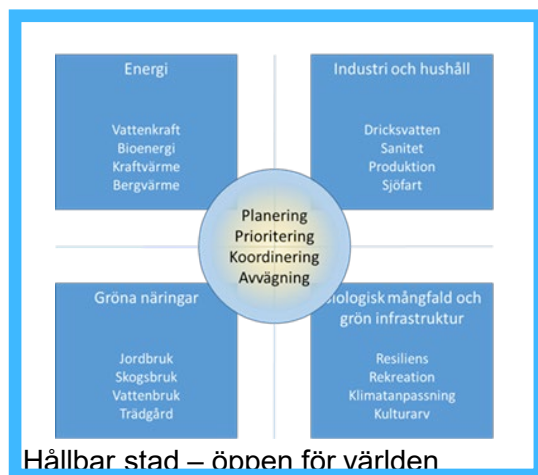 Energi
Vattenkraft
Bioenergi
Kraftvärme
Bergvärme
Industri och hushåll
Dricksvatten
Sanitet
Produktion
Sjöfart
Planering
Prioritering
Koordinering
Avvägning
Gröna näringar
Jordbruk
Skogsbruk
Vattenbruk
Trädgård
iologisk mångfald och
grön infrastruktur
Resiliens
Rekreation
Klimatanpassning
Kulturarv
Hållbar stad – öppen för världen